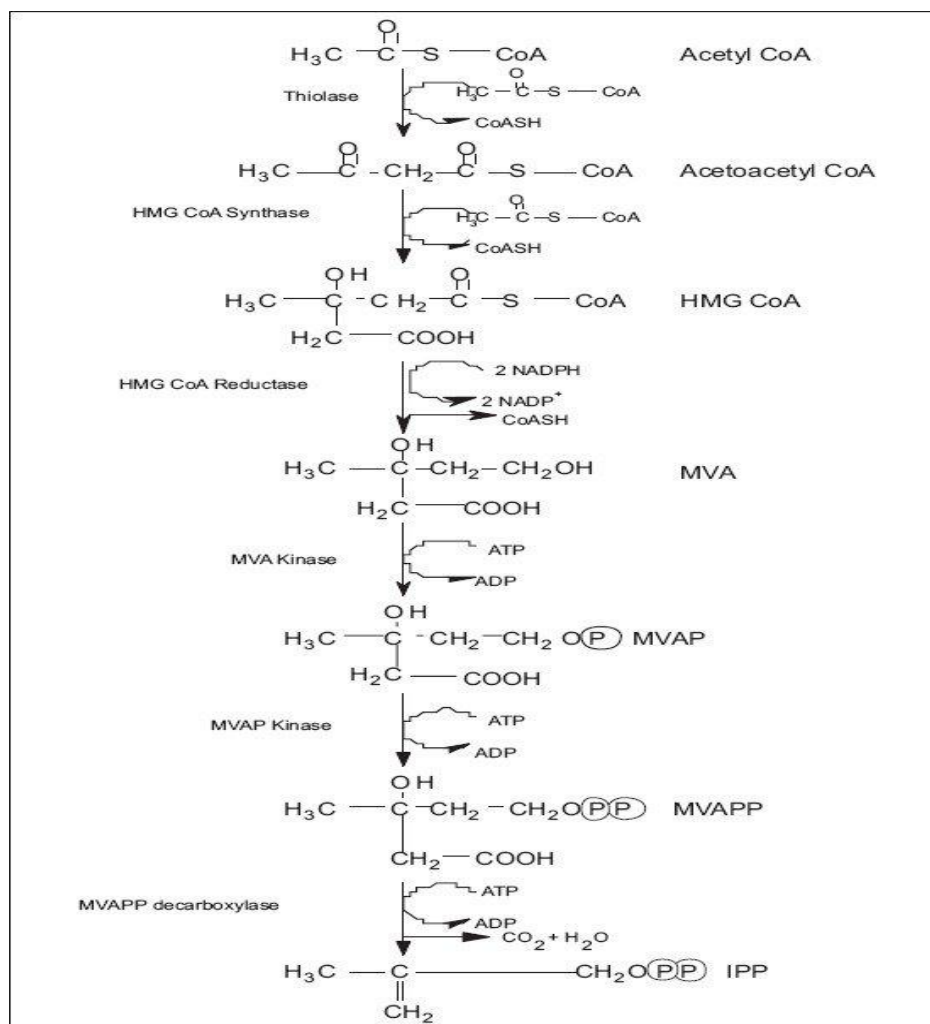 O
H3C C S CoA Acetyl CoA
Thiolase
O
H3C C S CoA
CoASH
O O
H3C C CH2 C S CoA Acetoacetyl CoA
HMG CoA Synthase
O
H3C C S CoA
CoASH
OH O
H3C C CH2 C S CoA HMG CoA
H2C COOH
2 NADPH
HMG CoA Reductase
2 NADP+
CoASH
OH
H3C C CH2 CH2OH MVA
H2C COOH
ATP
MVA Kinase
ADP
OH
H3C C CH2 CH2 OP MVAP
H2C COOH
ATP
MVAP Kinase
ADP
OH
H3C C CH2 CH2OPP MVAPP
CH2 COOH
ATP
MVAPP decarboxylase
ADP
CO2 + H2O
H3C C CH2OPP IPP
CH2